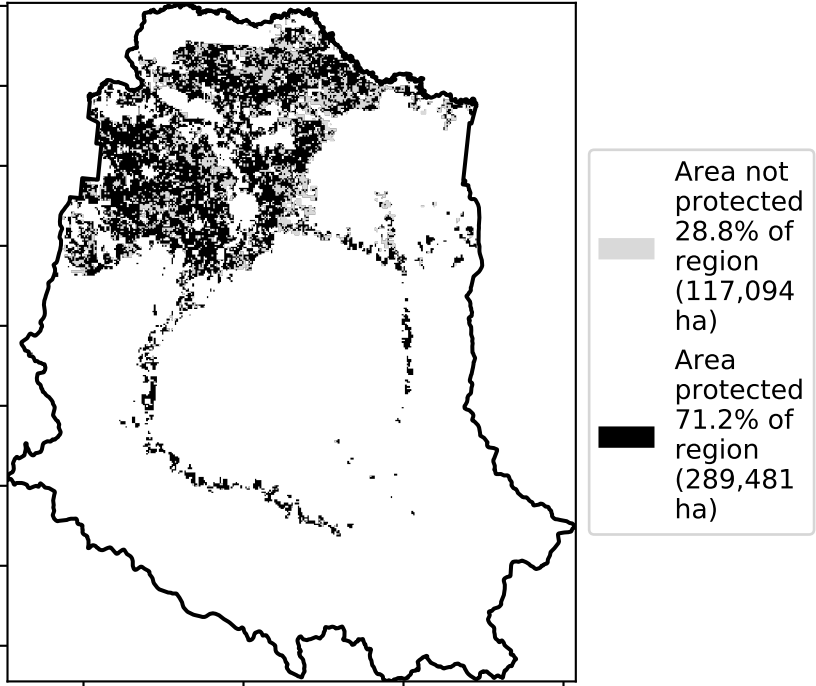 Area not
protected
28.8% of
region
(117,094
ha)
Area
protected
71.2% of
region
(289,481
ha)